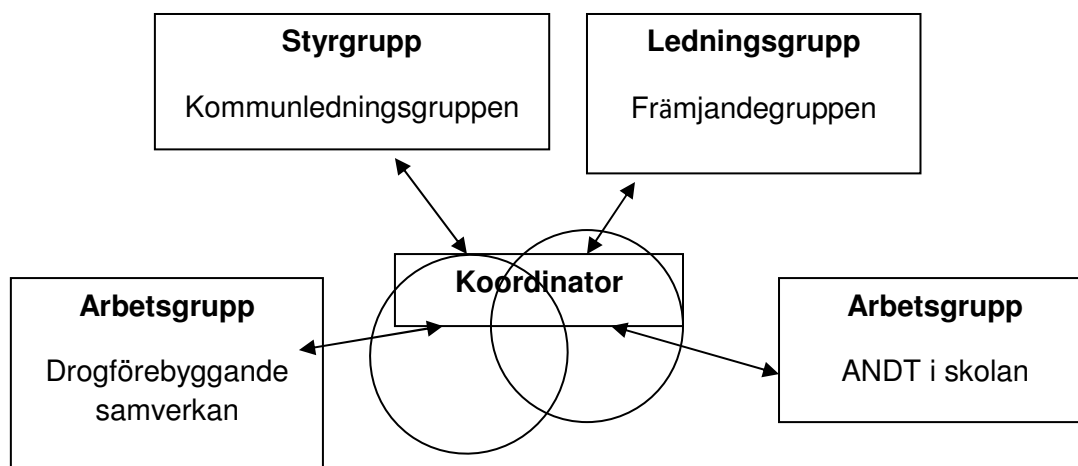 Styrgrupp
Kommunledningsgruppen
Ledningsgrupp
Främjandegruppen
Koordinator
Arbetsgrupp
Drogförebyggande
samverkan
Arbetsgrupp
ANDT i skolan